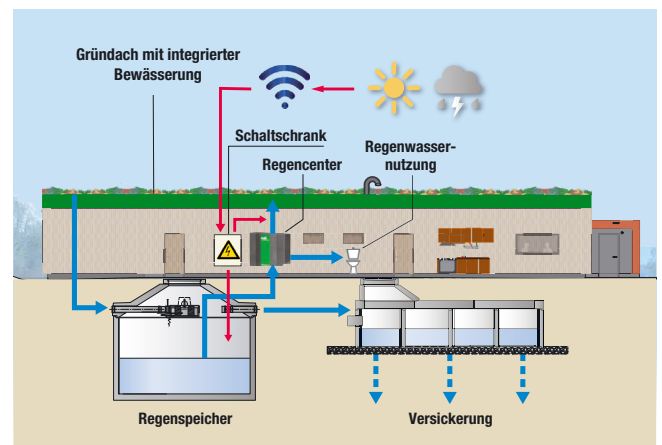 Gründach mit integrierter
Bewässerung
Schaltschrank
Regencenter
Regenwasser-
nutzung
Regenspeicher
Versickerung